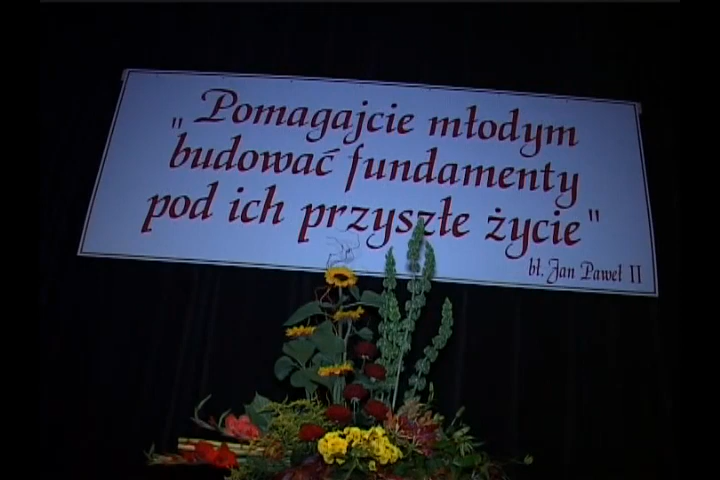 "Pomagajcie młodym
budować fundamenty
pod ich przyszłe życie"
bł. Jan Paweł II